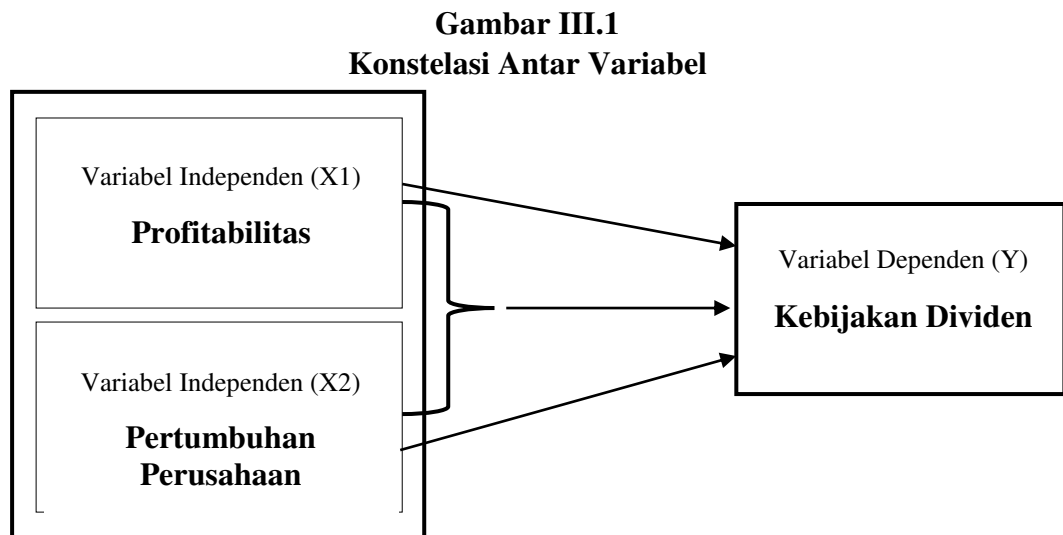 Gambar III.1
Konstelasi Antar Variabel
Variabel Independen (X1)
Profitabilitas
Variabel Independen (X2)
Pertumbuhan
Perusahaan
Variabel Dependen (Y)
Kebijakan Dividen